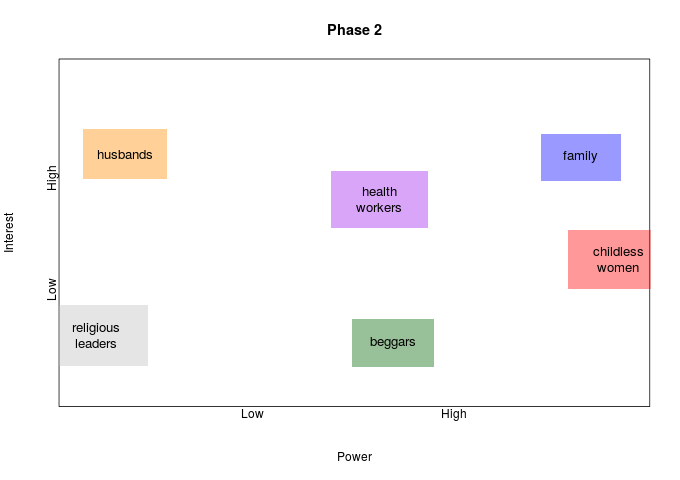 Phase 2
husbands
family
health
workers
childless
women
religious
leaders
beggars
High
Low
Interest
Low
High
Power